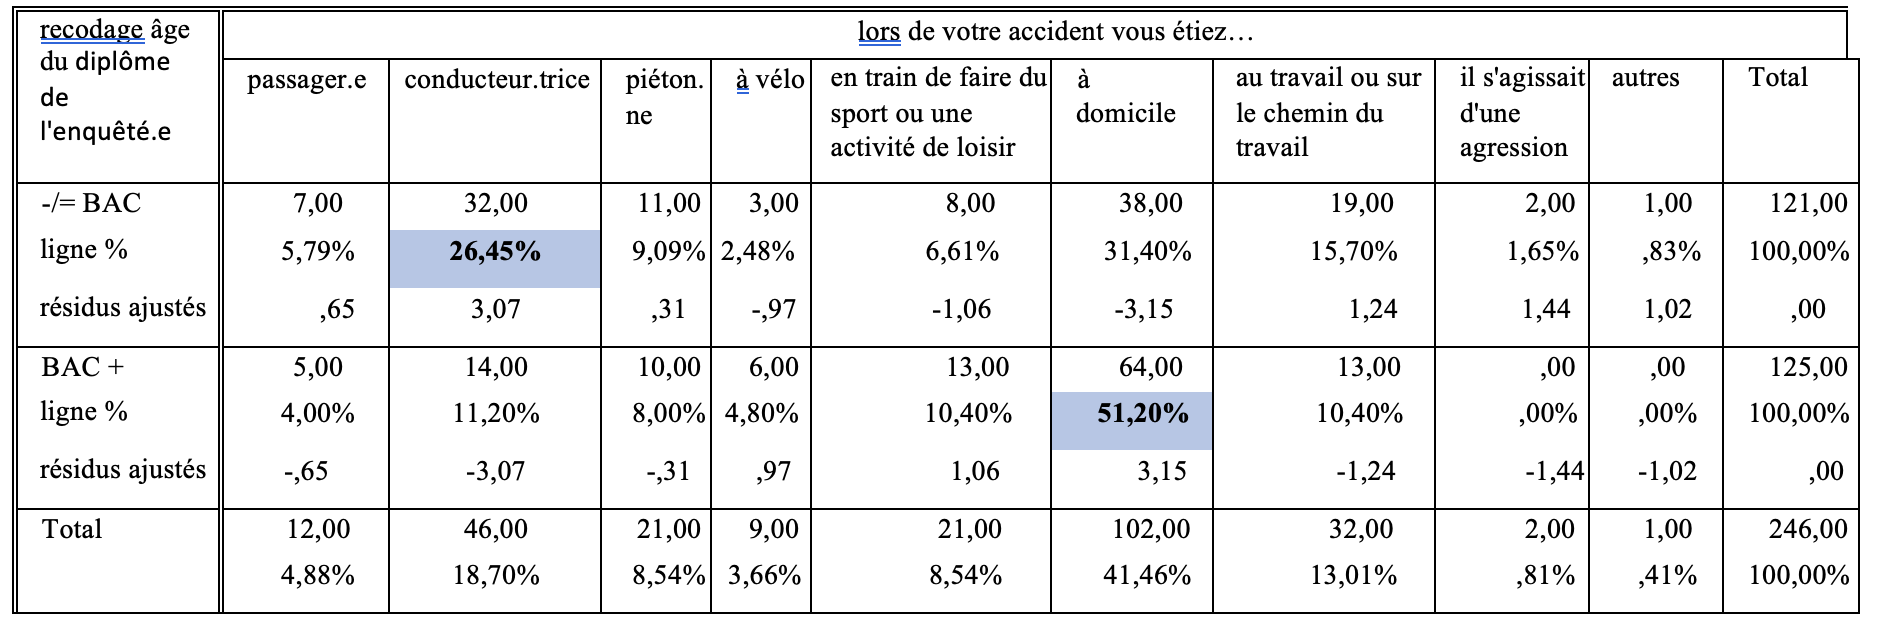 recodage âge du diplôme de l'enquêté.e
lors de votre accident vous étiez…
passager.e conducteur.trice piéton.ne à vélo en train de faire du sport ou une activité de loisir à domicile au travail ou sur le chemin du travail il s'agissait d'une agression autres Total
-/= BAC 7,00 32,00 11,00 3,00 8,00 38,00 19,00 2,00 1,00 121,00
ligne % 5,79% 26,45% 9,09% 2,48% 6,61% 31,40% 15,70% 1,65% ,83% 100,00%
résidus ajustés ,65 3,07 ,31 -,97 -1,06 -3,15 1,24 1,44 1,02 ,00
BAC + 5,00 14,00 10,00 6,00 13,00 64,00 13,00 ,00 ,00 125,00
ligne % 4,00% 11,20% 8,00% 4,80% 10,40% 51,20% 10,40% ,00% ,00% 100,00%
résidus ajustés -,65 -3,07 -,31 ,97 1,06 3,15 -1,24 -1,44 -1,02 ,00
Total 12,00 46,00 21,00 9,00 21,00 102,00 32,00 2,00 1,00 246,00
4,88% 18,70% 8,54% 3,66% 8,54% 41,46% 13,01% ,81% ,41% 100,00%